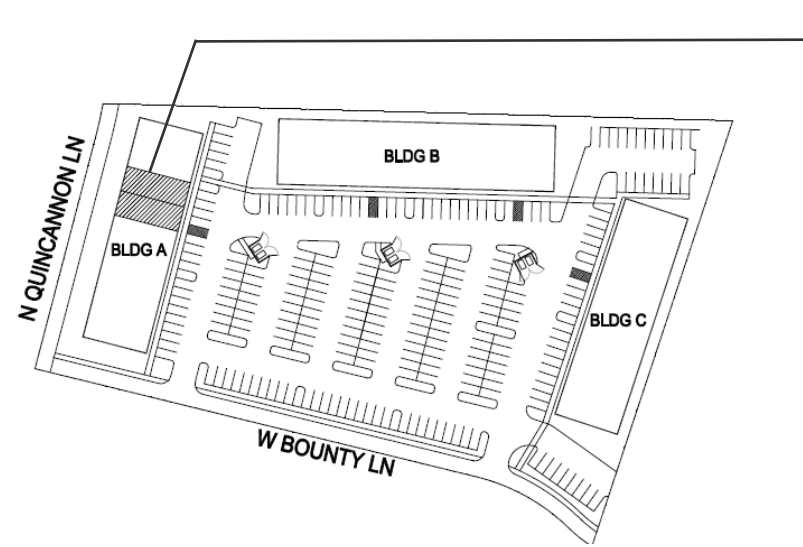 N QUINCANNON LN
BLDG B
BLDG A
BLDG C
W BOUNTY LN